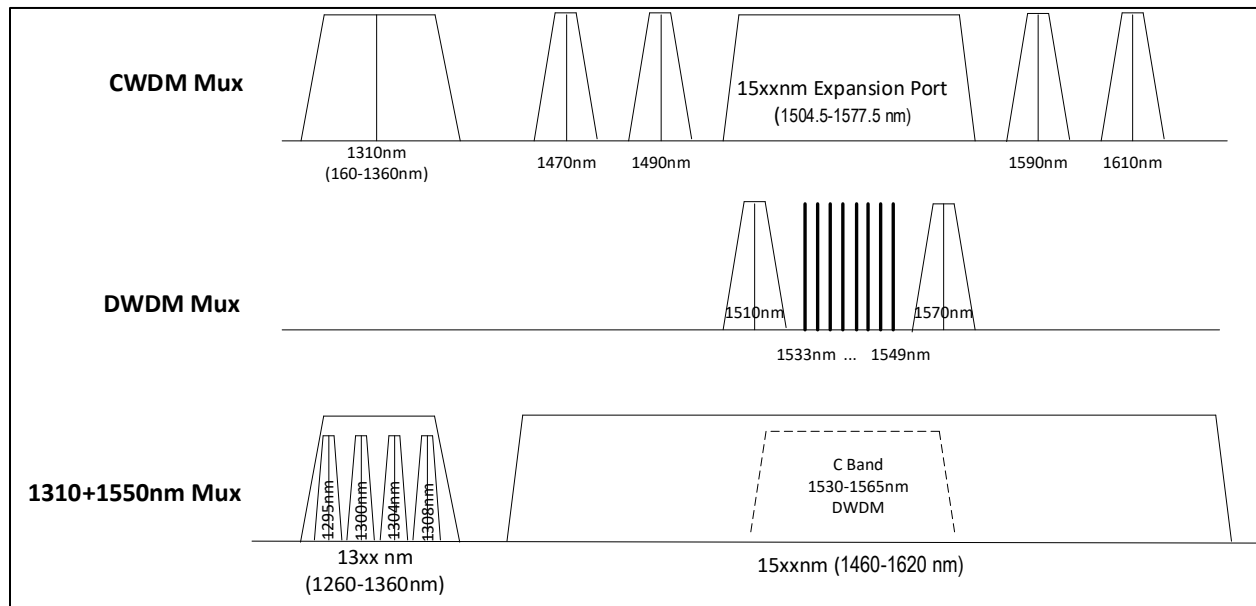 CWDM Mux
15xxnm Expansion Port
(1504.5-1577.5 nm)
1310nm
(160-1360nm)
1470nm
1490nm
1590nm
1610nm
DWDM Mux
1510nm
1570nm
1533nm ... 1549nm
1310+1550nm Mux
1295nm
1300nm
1304nm
1308nm
C Band
1530-1565nm
DWDM
13xx nm
(1260-1360nm)
15xxnm (1460-1620 nm)